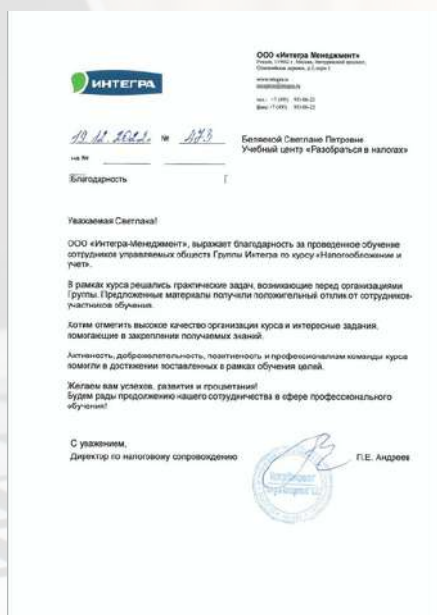 ИНТЕГРА
ООО «Интегра Менеджмент»
19.12.2022 № 473
на №
Беляевой Светлане Петровне
Учебный центр «Разобраться в налогах»
Благодарность
Уважаемая Светлана!
ООО «Интегра-Менеджмент», выражает благодарность за проведенное обучение
сотрудников управляемых обществ Группы Интегра по курсу «Налогообложение и
учет».
В рамках курса решались практические задач, возникающие перед организациями
Группы. Предложенные материалы получили положительный отклик от сотрудников-
участников обучения.
Хотим отметить высокое качество организация курса и интересные задания,
помогающие в закреплении получаемых знаний.
Активность, доброжелательность, позитивность и профессионализм команды курса
помогли в достижении поставленных в рамках обучения целей.
Желаем вам успехов, развития и процветания!
Будем рады продолжению нашего сотрудничества в сфере профессионального
обучения!
С уважением,
Директор по налоговому сопровождению
П.Е. Андреев